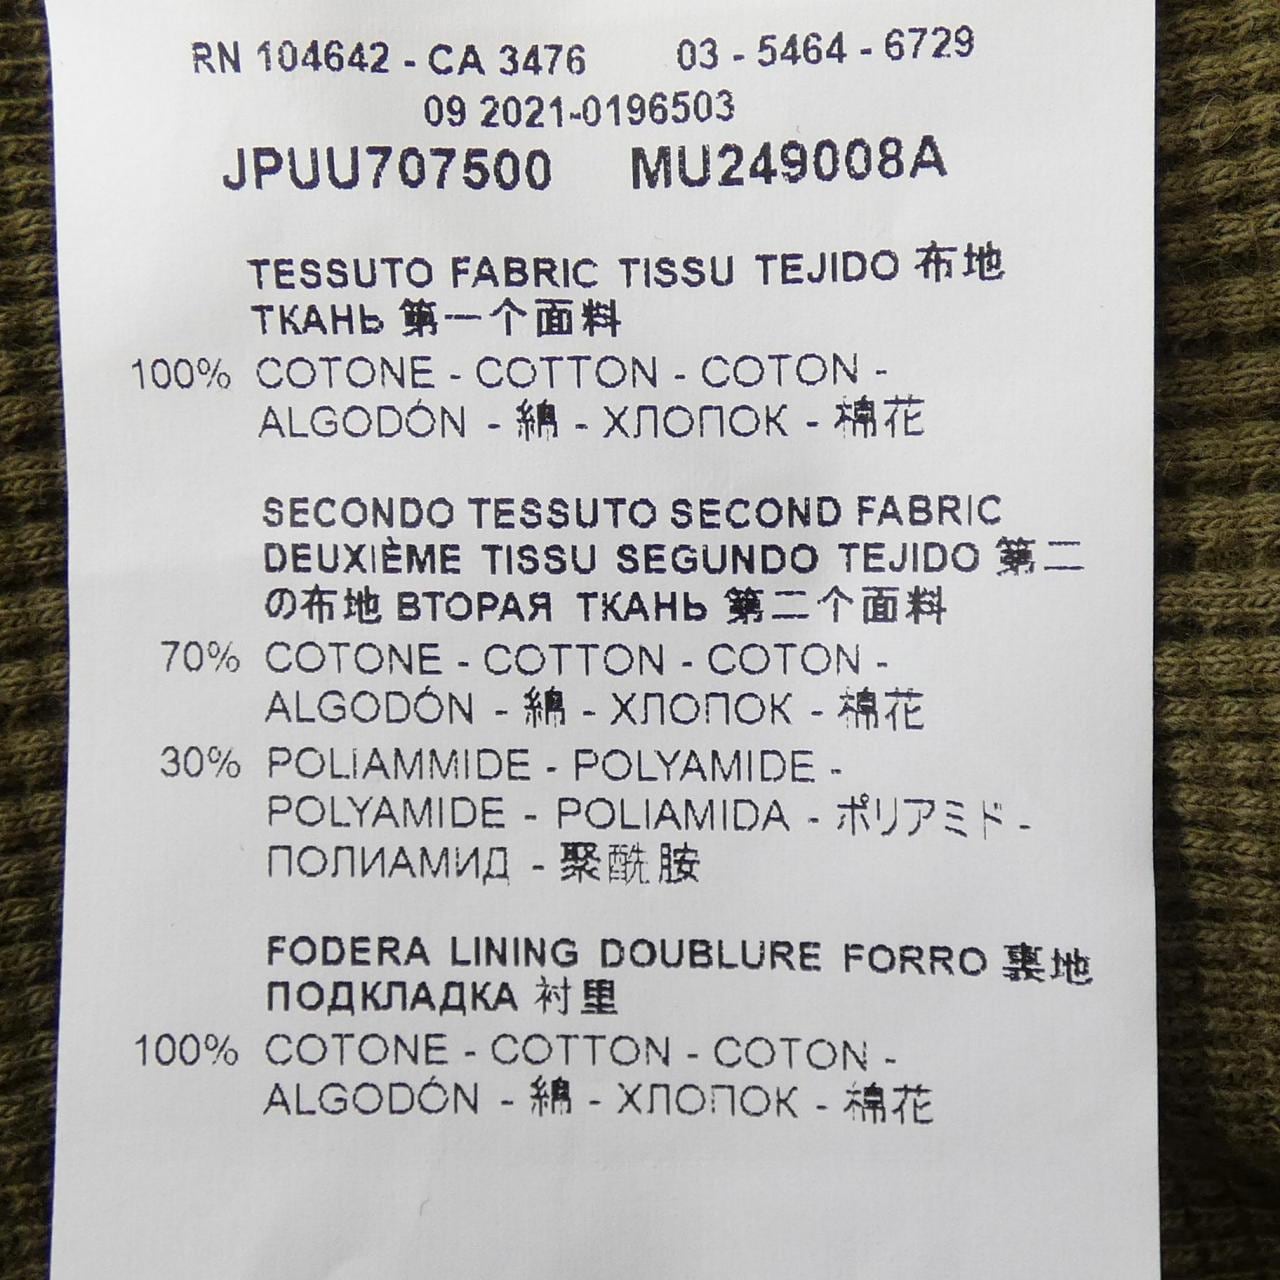 RN 104642 - CA 3476 03 - 5464 - 6729
09 2021-0196503
JPUU707500 MU249008A
TESSUTO FABRIC TISSU TEJIDO 布地
ТКАНЬ 第一个面料
100% COTONE - COTTON - COTON -
ALGODÓN - 綿 - ХЛОПОК - 棉花
SECONDO TESSUTO SECOND FABRIC
DEUXIÈME TISSU SEGUNDO TEJIDO 第二
の布地 ВТОРАЯ ТКАНЬ 第二个面料
70% COTONE - COTTON - COTON -
ALGODÓN - 綿 - ХЛОПОК - 棉花
30% POLIAMMIDE - POLYAMIDE -
POLYAMIDE - POLIAMIDA - ポリアミド -
ПОЛИАМИД - 聚酰胺
FODERA LINING DOUBLURE FORRO 裏地
ПОДКЛАДКА 衬里
100% COTONE - COTTON - COTON -
ALGODÓN - 綿 - ХЛОПОК - 棉花